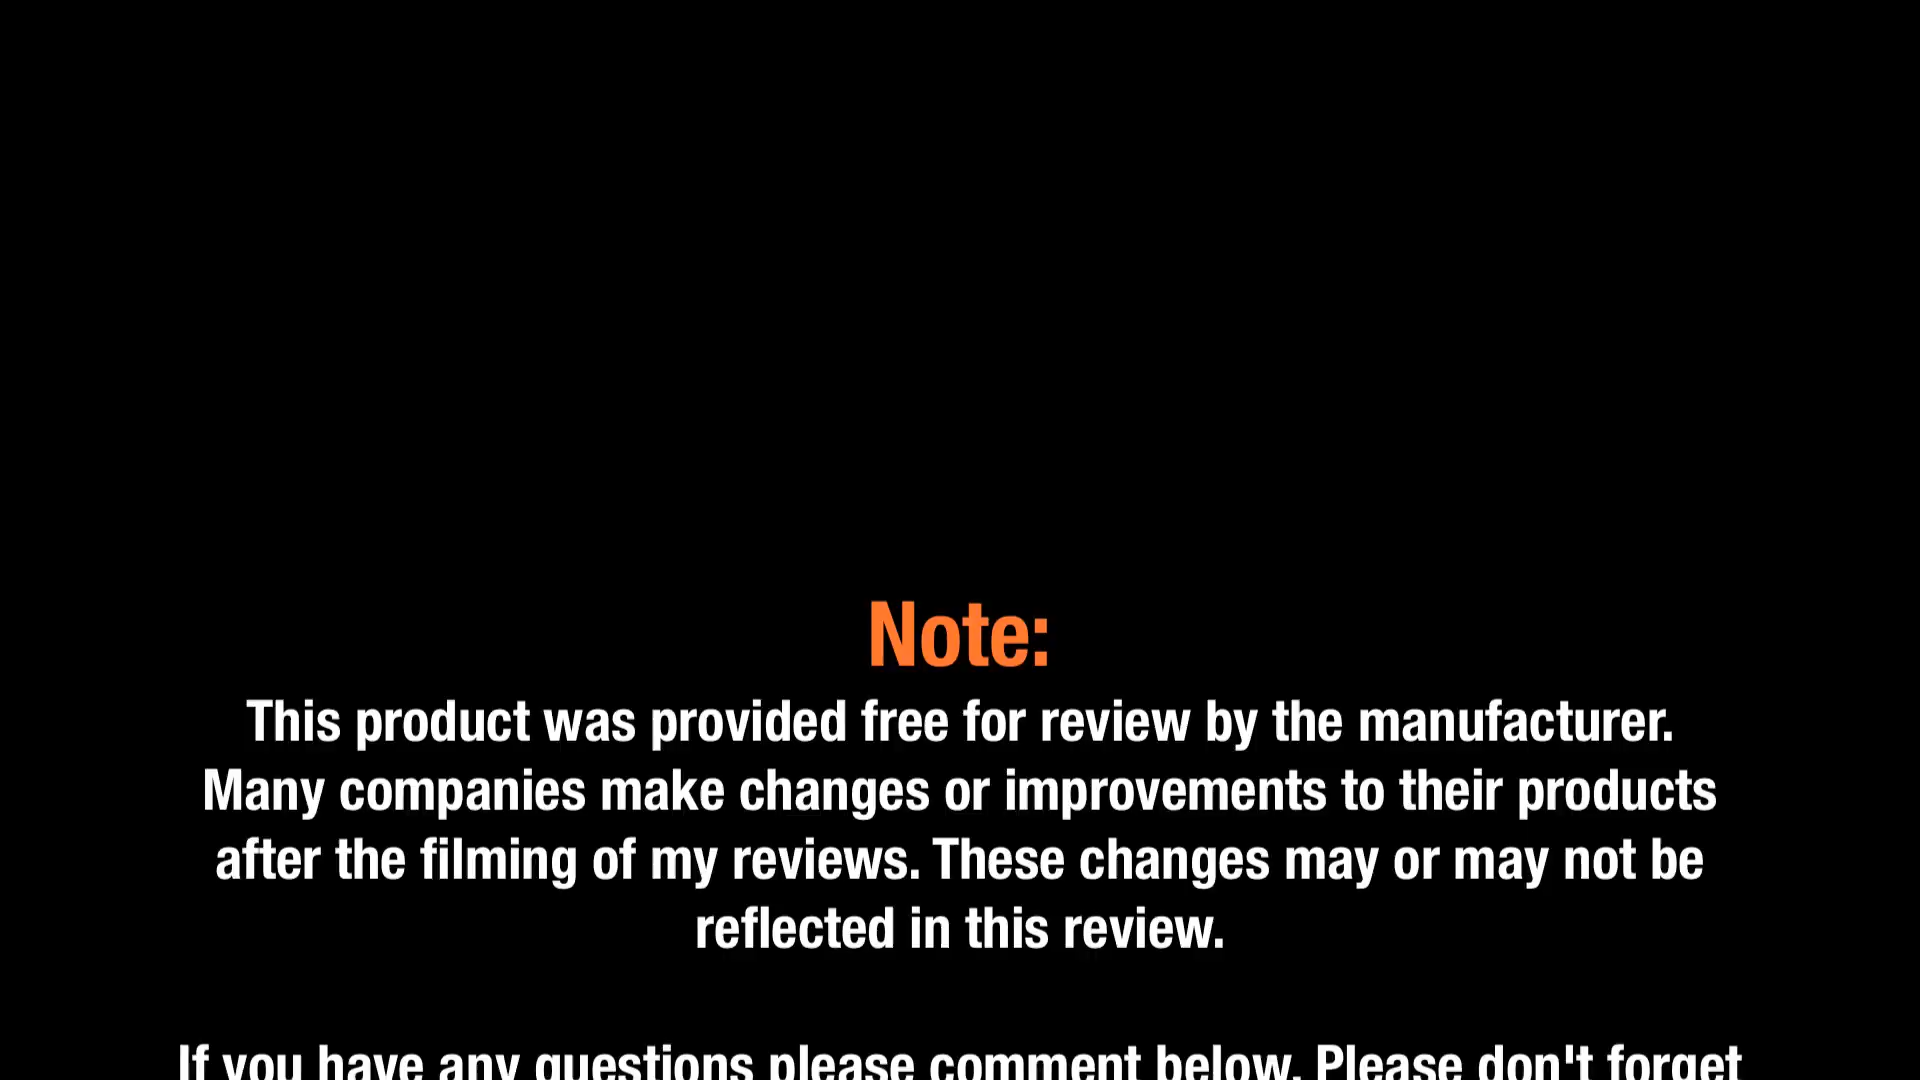 Note:
This product was provided free for review by the manufacturer.
Many companies make changes or improvements to their products
after the filming of my reviews. These changes may or may not be
reflected in this review.
If you have any questions please comment below. Please don't forget